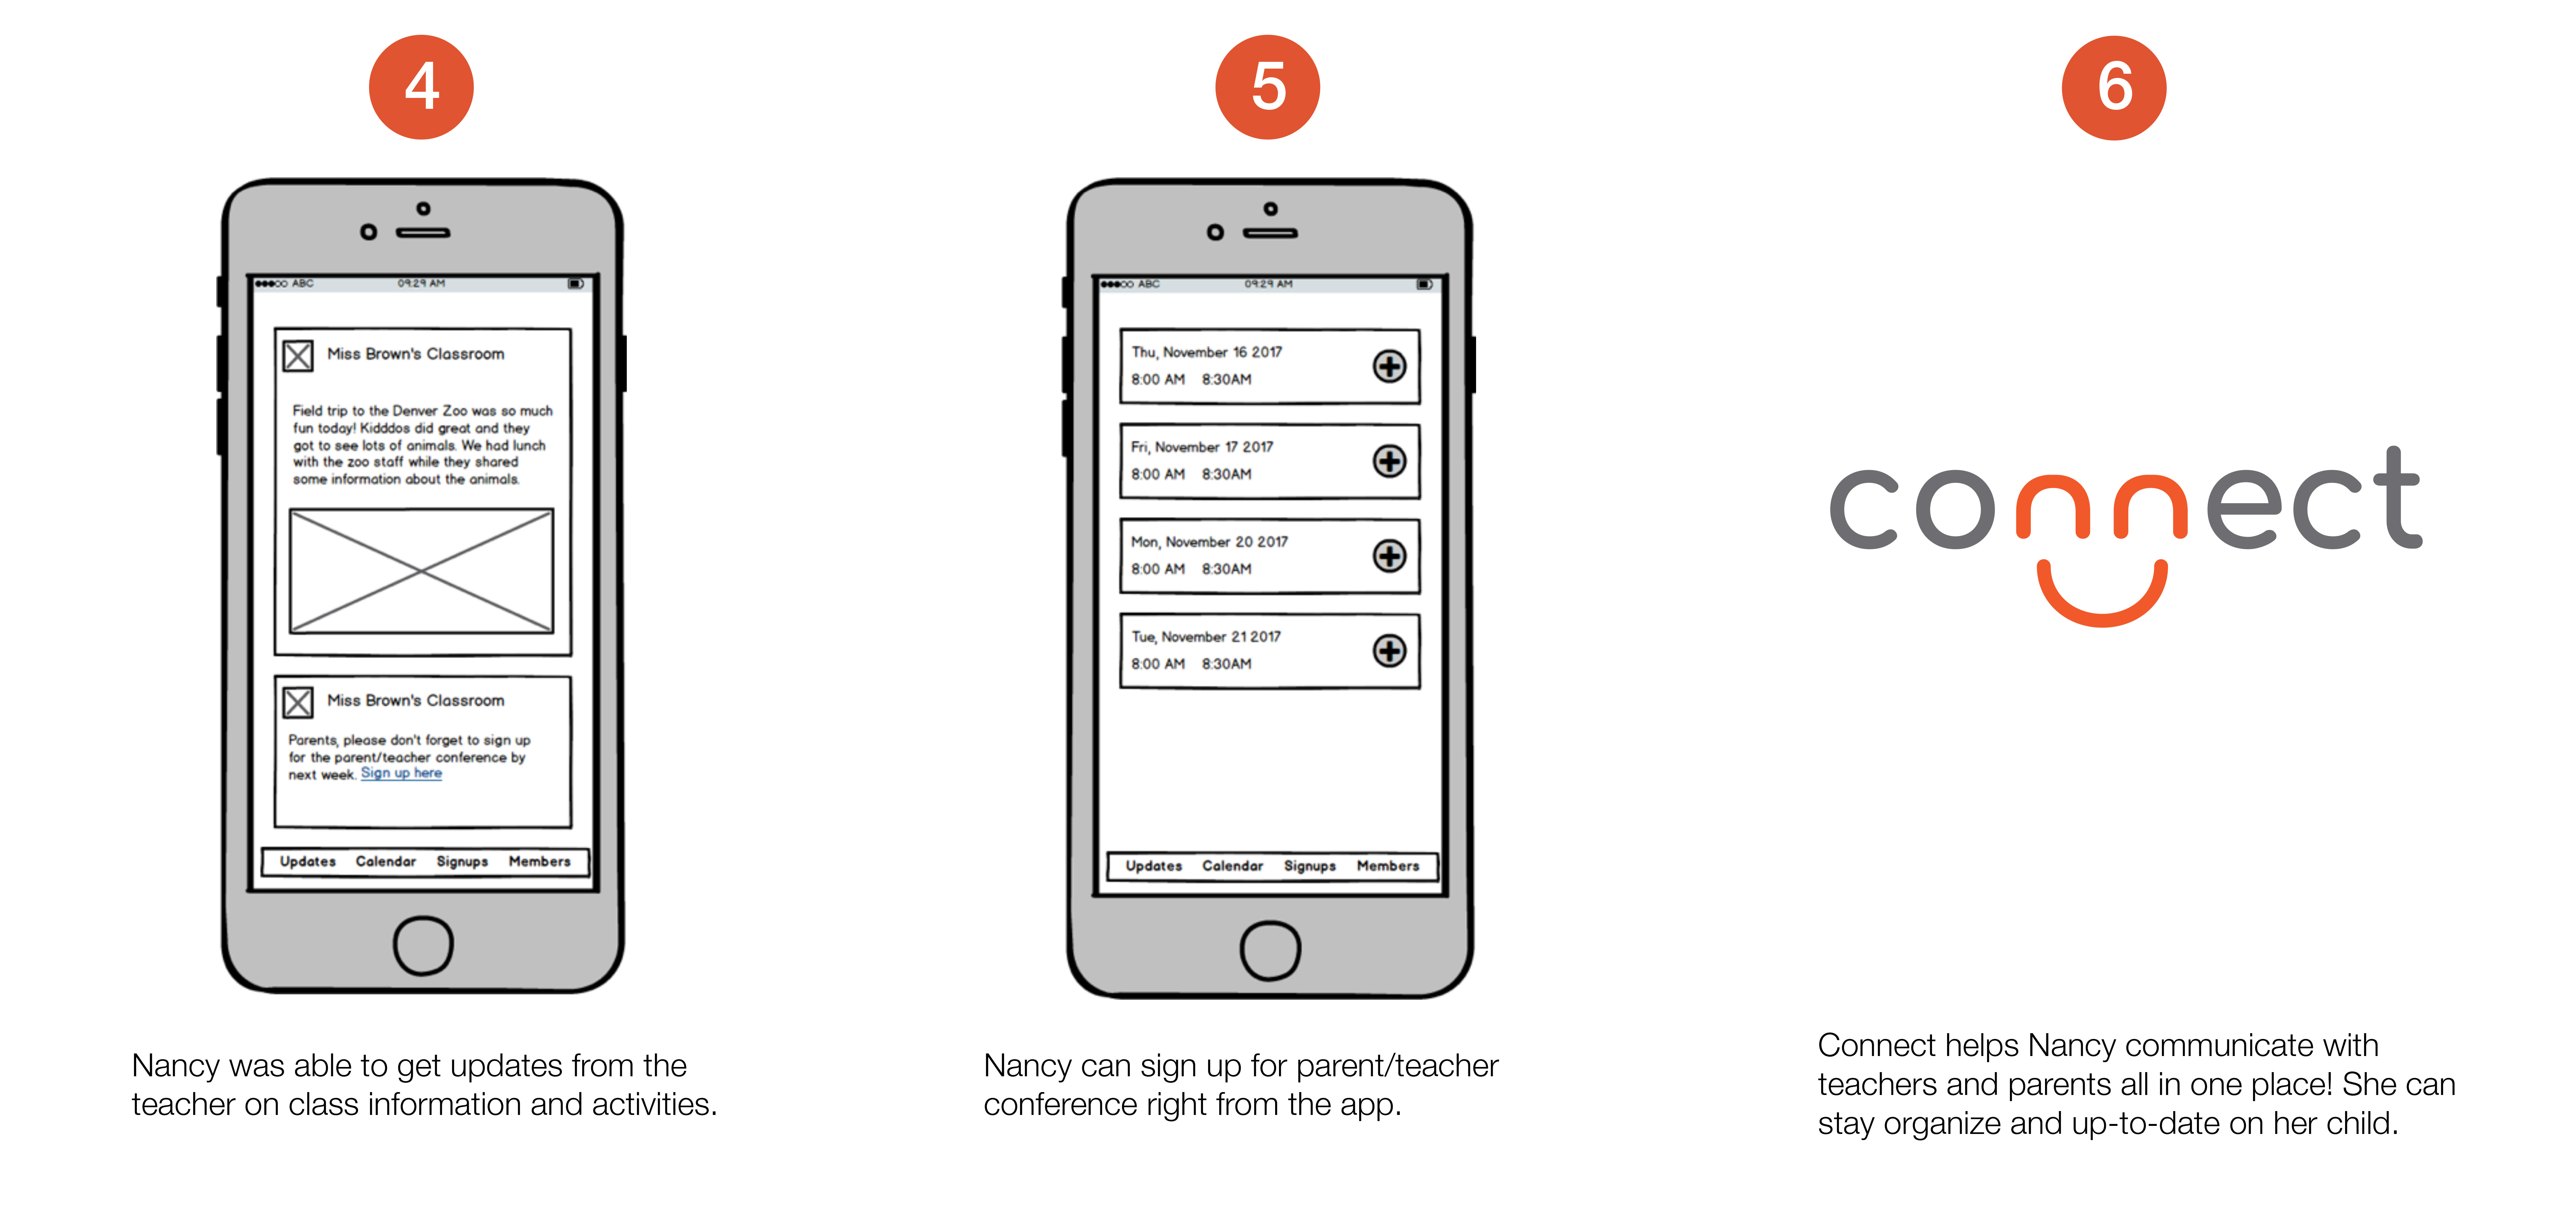 4
ABC 09:29 AM
Miss Brown's Classroom
Field trip to the Denver Zoo was so much
fun today! Kidddos did great and they
got to see lots of animals. We had lunch
with the zoo staff while they shared
some information about the animals.
Miss Brown's Classroom
Parents, please don't forget to sign up
for the parent/teacher conference by
next week. Sign up here
Updates Calendar Signups Members
Nancy was able to get updates from the
teacher on class information and activities.
5
ABC 09:29 AM
Thu, November 16 2017
8:00 AM 8:30AM
Fri, November 17 2017
8:00 AM 8:30AM
Mon, November 20 2017
8:00 AM 8:30AM
Tue, November 21 2017
8:00 AM 8:30AM
Updates Calendar Signups Members
Nancy can sign up for parent/teacher
conference right from the app.
6
connect
Connect helps Nancy communicate with
teachers and parents all in one place! She can
stay organize and up-to-date on her child.